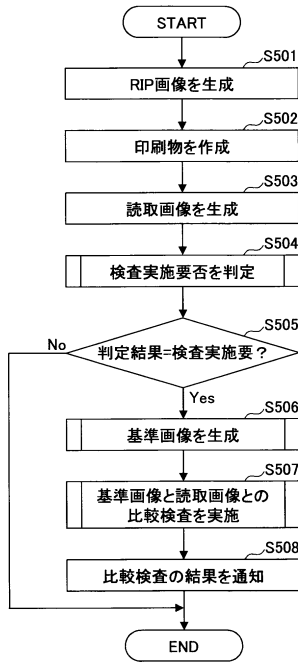 START
S501
RIP画像を生成
S502
印刷物を作成
S503
読取画像を生成
S504
検査実施要否を判定
S505
No
判定結果=検査実施要?
Yes
S506
基準画像を生成
S507
基準画像と読取画像との
比較検査を実施
S508
比較検査の結果を通知
END